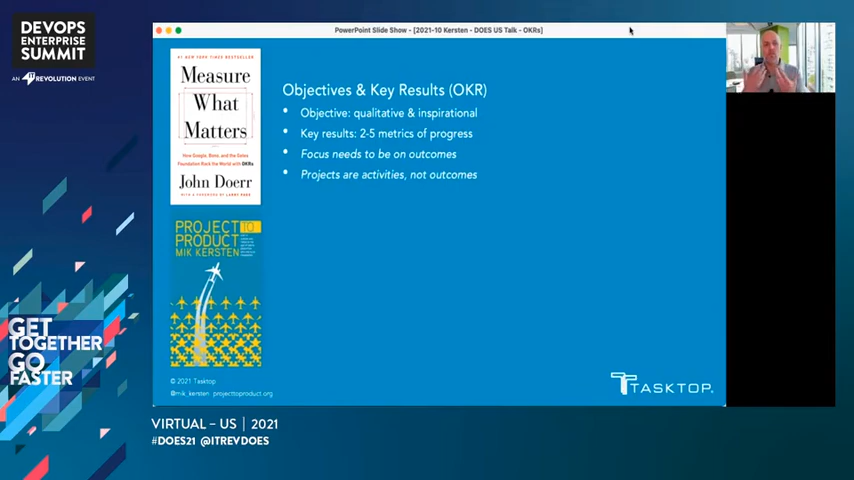 DEVOPS
ENTERPRISE
SUMMIT
AN IT REVOLUTION EVENT
PowerPoint Slide Show - [2021-10 Kersten - DOES US Talk - OKRs]
#1 NEW YORK TIMES BESTSELLER
Measure
What
Matters
How Google, Bono, and the Gates
Foundation Rock the World with OKRs
John Doerr
WITH A FOREWORD BY LARRY PAGE
PROJECT TO
PRODUCT
MIK KERSTEN
Objectives & Key Results (OKR)
• Objective: qualitative & inspirational
• Key results: 2-5 metrics of progress
• Focus needs to be on outcomes
• Projects are activities, not outcomes
© 2021 Tasktop
@mik_kersten projecttoproduct.org
TASKTOP
GET
TOGETHER
GO
FASTER
VIRTUAL – US | 2021
#DOES21 @ITREVDOES